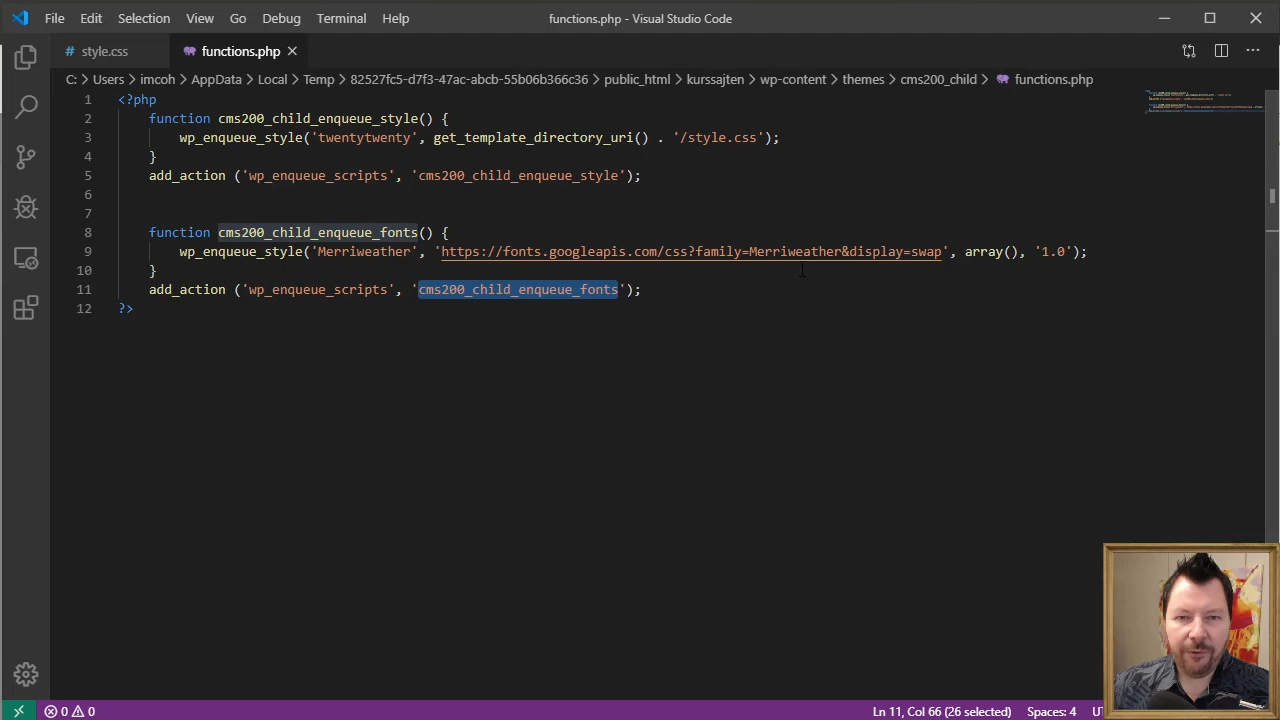 File Edit Selection View Go Debug Terminal Help functions.php - Visual Studio Code
# style.css functions.php
C: > Users > imcoh > AppData > Local > Temp > 82527fc5-d7f3-47ac-abcb-55b06b366c36 > public_html > kurssajten > wp-content > themes > cms200_child > functions.php
1 <?php
2 function cms200_child_enqueue_style() {
3 wp_enqueue_style('twentytwenty', get_template_directory_uri() . '/style.css');
4 }
5 add_action ('wp_enqueue_scripts', 'cms200_child_enqueue_style');
6
7
8 function cms200_child_enqueue_fonts() {
9 wp_enqueue_style('Merriweather', 'https://fonts.googleapis.com/css?family=Merriweather&display=swap', array(), '1.0');
10 }
11 add_action ('wp_enqueue_scripts', 'cms200_child_enqueue_fonts');
12 ?>
0 0 Ln 11, Col 66 (26 selected) Spaces: 4